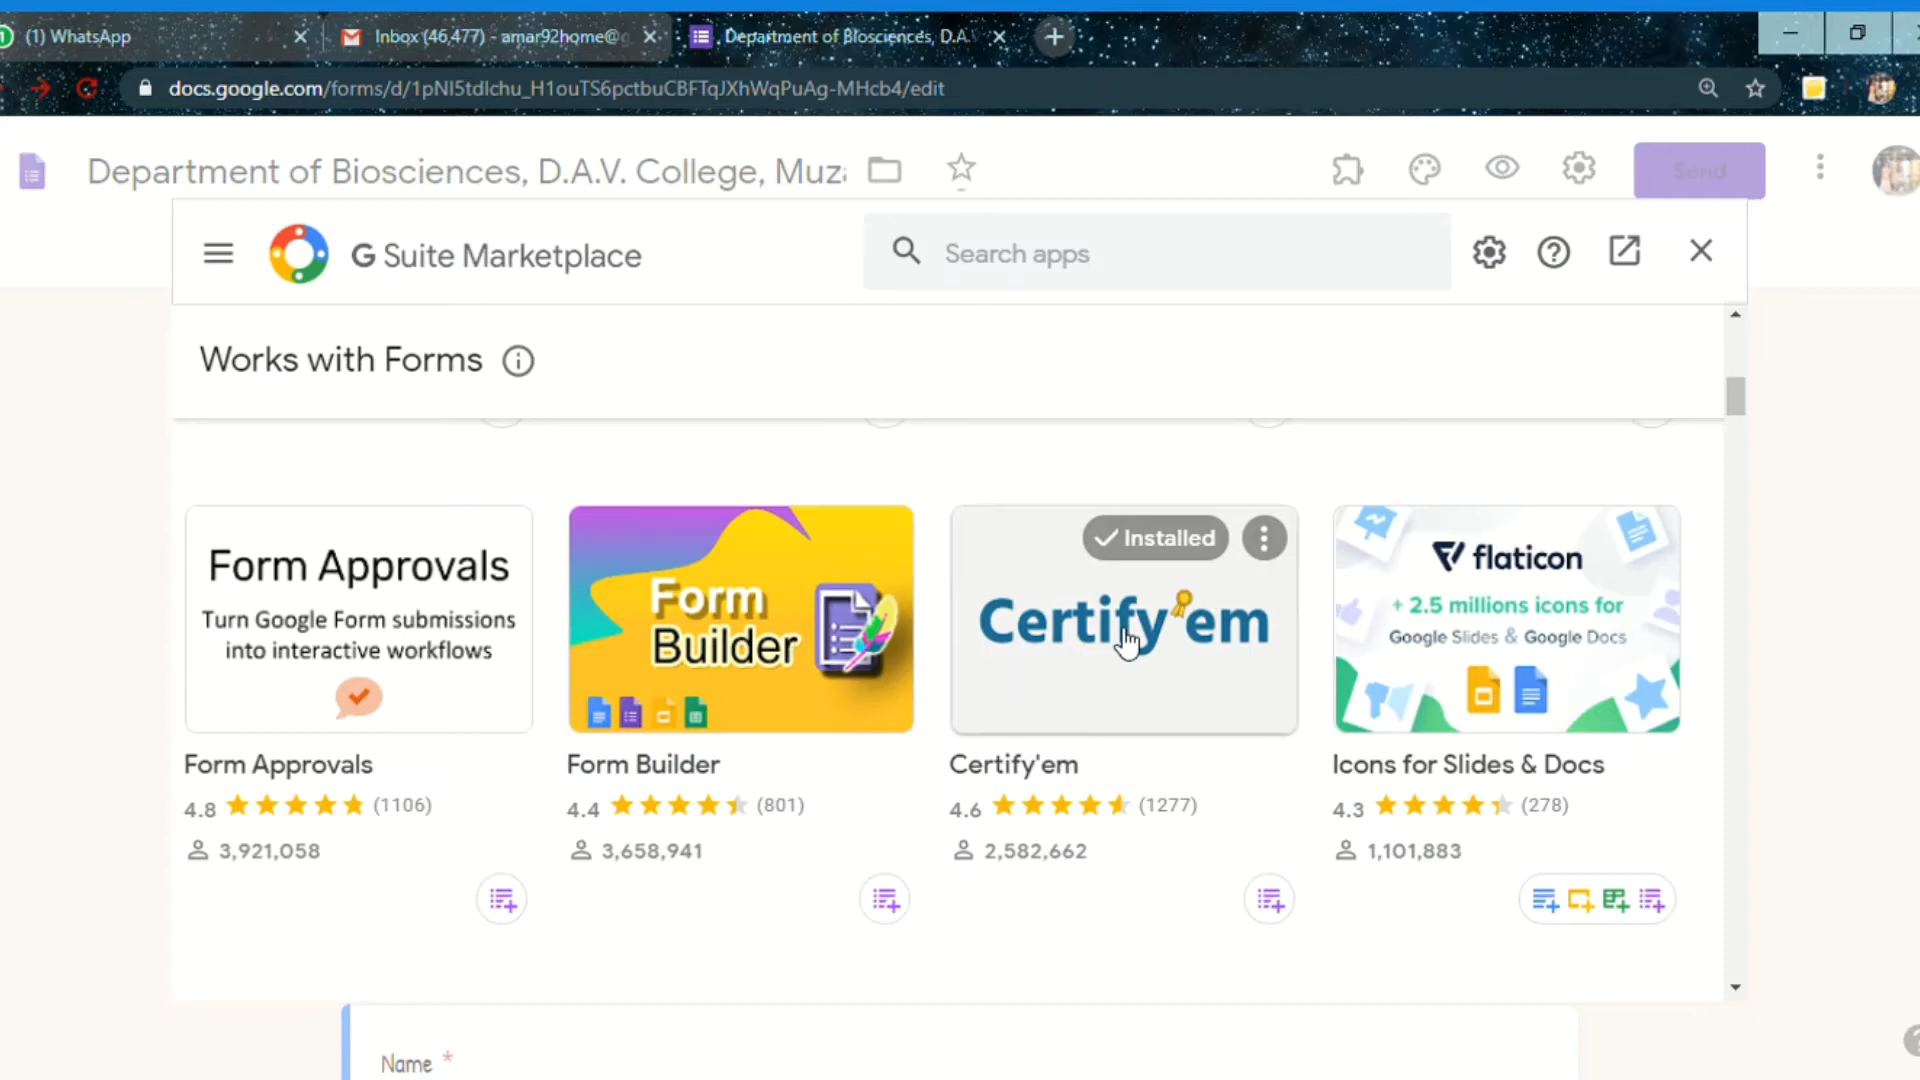 (1) WhatsApp
Inbox (46,477) - amar92home@g
Department of Biosciences, D.A.
docs.google.com/forms/d/1pNI5tdlchu_H1ouTS6pctbuCBFTqJXhWqPuAg-MHcb4/edit
Department of Biosciences, D.A.V. College, Muza
Send
G Suite Marketplace
Search apps
Works with Forms
Form Approvals
Turn Google Form submissions
into interactive workflows
Form
Builder
Installed
Certify'em
flaticon
+ 2.5 millions icons for
Google Slides & Google Docs
Form Approvals
4.8 (1106)
3,921,058
Form Builder
4.4 (801)
3,658,941
Certify'em
4.6 (1277)
2,582,662
Icons for Slides & Docs
4.3 (278)
1,101,883
Name *